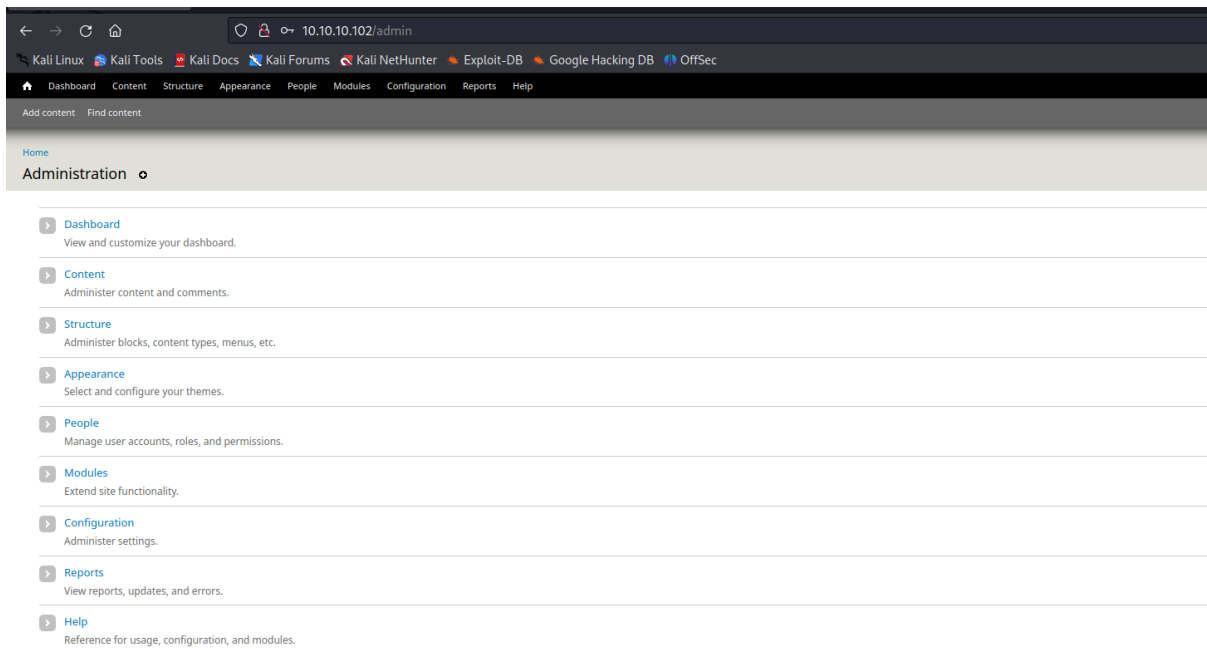 10.10.10.102/admin
Kali Linux Kali Tools Kali Docs Kali Forums Kali NetHunter Exploit-DB Google Hacking DB OffSec
Dashboard Content Structure Appearance People Modules Configuration Reports Help
Add content Find content
Home
Administration
Dashboard
View and customize your dashboard.
Content
Administer content and comments.
Structure
Administer blocks, content types, menus, etc.
Appearance
Select and configure your themes.
People
Manage user accounts, roles, and permissions.
Modules
Extend site functionality.
Configuration
Administer settings.
Reports
View reports, updates, and errors.
Help
Reference for usage, configuration, and modules.